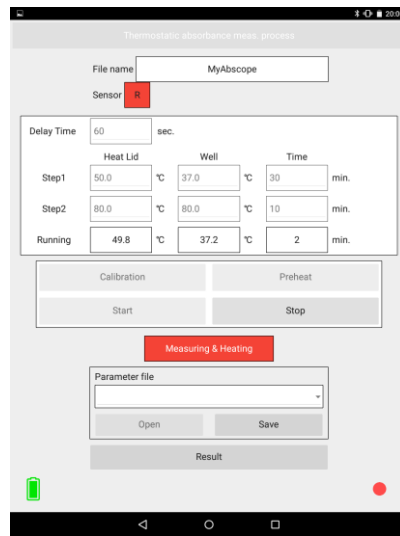 20:0
Thermostatic absorbance meas. process
File name MyAbscope
Sensor R
Delay Time 60 sec.
Heat Lid Well Time
Step1 50.0 ℃ 37.0 ℃ 30 min.
Step2 80.0 ℃ 80.0 ℃ 10 min.
Running 49.8 ℃ 37.2 ℃ 2 min.
Calibration Preheat
Start Stop
Measuring & Heating
Parameter file
Open Save
Result